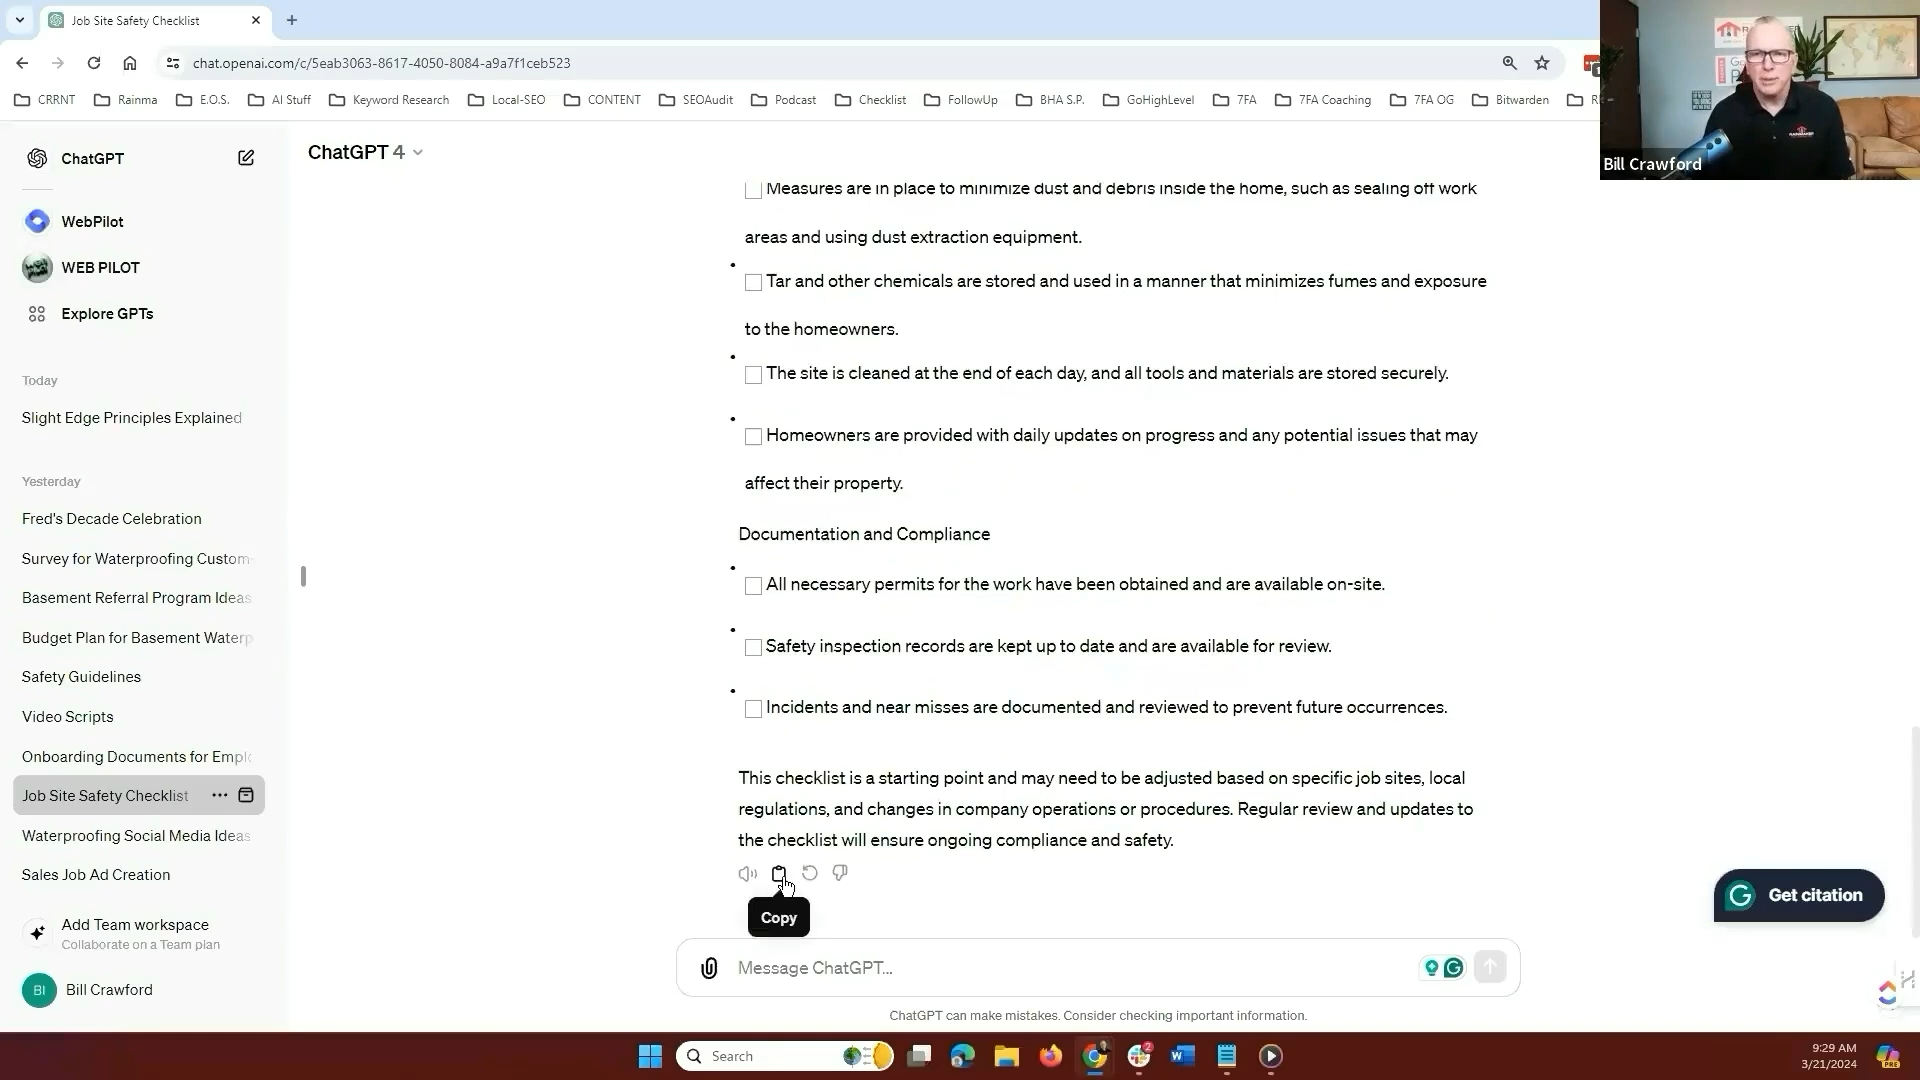 Job Site Safety Checklist
chat.openai.com/c/5eab3063-8617-4050-8084-a9a7f1ceb523
CRRNT
Rainma
E.O.S.
AI Stuff
Keyword Research
Local-SEO
CONTENT
SEOAudit
Podcast
Checklist
FollowUp
BHA S.P.
GoHighLevel
7FA
7FA Coaching
7FA OG
Bitwarden
Bill Crawford
ChatGPT
WebPilot
WEB PILOT
Explore GPTs
Today
Slight Edge Principles Explained
Yesterday
Fred's Decade Celebration
Survey for Waterproofing Custom
Basement Referral Program Ideas
Budget Plan for Basement Waterp
Safety Guidelines
Video Scripts
Onboarding Documents for Empl
Job Site Safety Checklist
Waterproofing Social Media Ideas
Sales Job Ad Creation
Add Team workspace
Collaborate on a Team plan
BI
Bill Crawford
ChatGPT 4
Measures are in place to minimize dust and debris inside the home, such as sealing off work
areas and using dust extraction equipment.
Tar and other chemicals are stored and used in a manner that minimizes fumes and exposure
to the homeowners.
The site is cleaned at the end of each day, and all tools and materials are stored securely.
Homeowners are provided with daily updates on progress and any potential issues that may
affect their property.
Documentation and Compliance
All necessary permits for the work have been obtained and are available on-site.
Safety inspection records are kept up to date and are available for review.
Incidents and near misses are documented and reviewed to prevent future occurrences.
This checklist is a starting point and may need to be adjusted based on specific job sites, local
regulations, and changes in company operations or procedures. Regular review and updates to
the checklist will ensure ongoing compliance and safety.
Copy
Get citation
Message ChatGPT...
ChatGPT can make mistakes. Consider checking important information.
Search
2
9:29 AM
3/21/2024
PRE